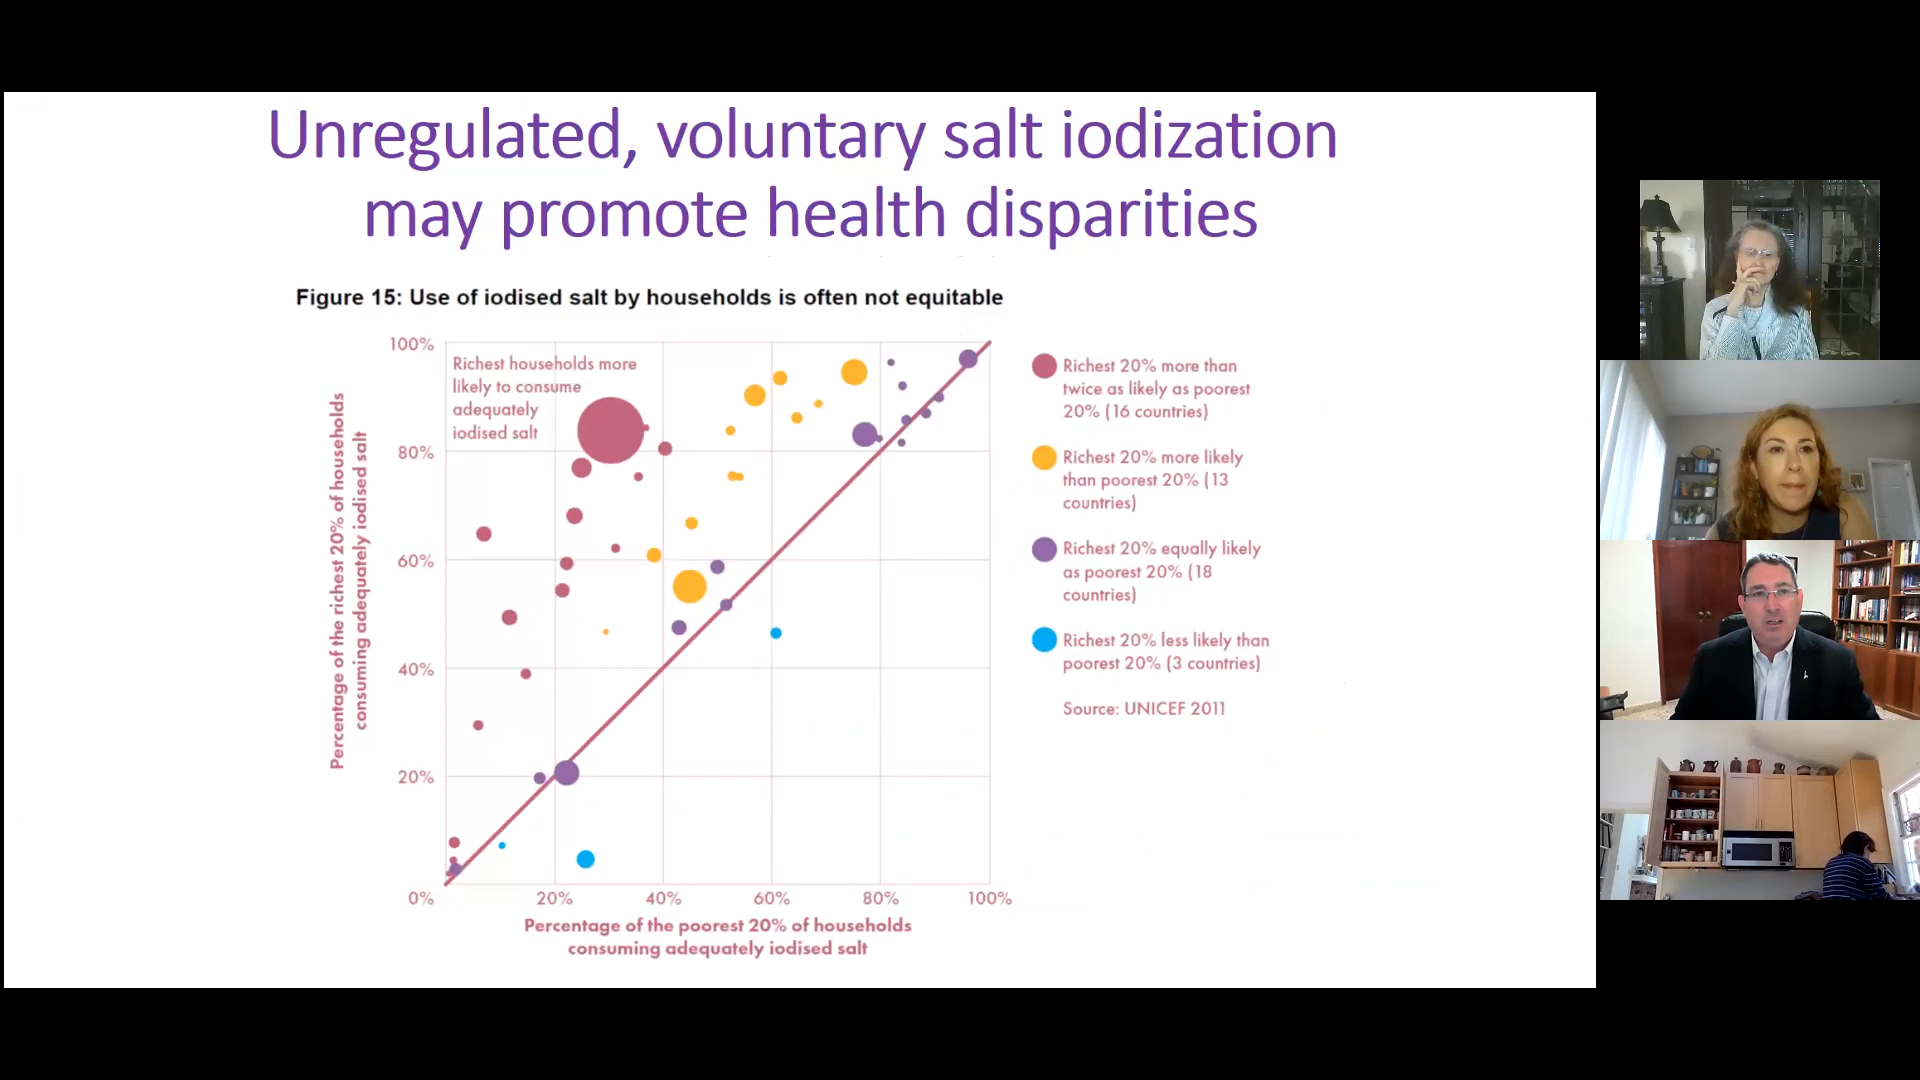 Unregulated, voluntary salt iodization
may promote health disparities
Figure 15: Use of iodised salt by households is often not equitable
Percentage of the richest 20% of households
consuming adequately iodised salt
100%
80%
60%
40%
20%
0%
Richest households more
likely to consume
adequately
iodised salt
20%
40%
60%
80%
100%
Percentage of the poorest 20% of households
consuming adequately iodised salt
Richest 20% more than
twice as likely as poorest
20% (16 countries)
Richest 20% more likely
than poorest 20% (13
countries)
Richest 20% equally likely
as poorest 20% (18
countries)
Richest 20% less likely than
poorest 20% (3 countries)
Source: UNICEF 2011